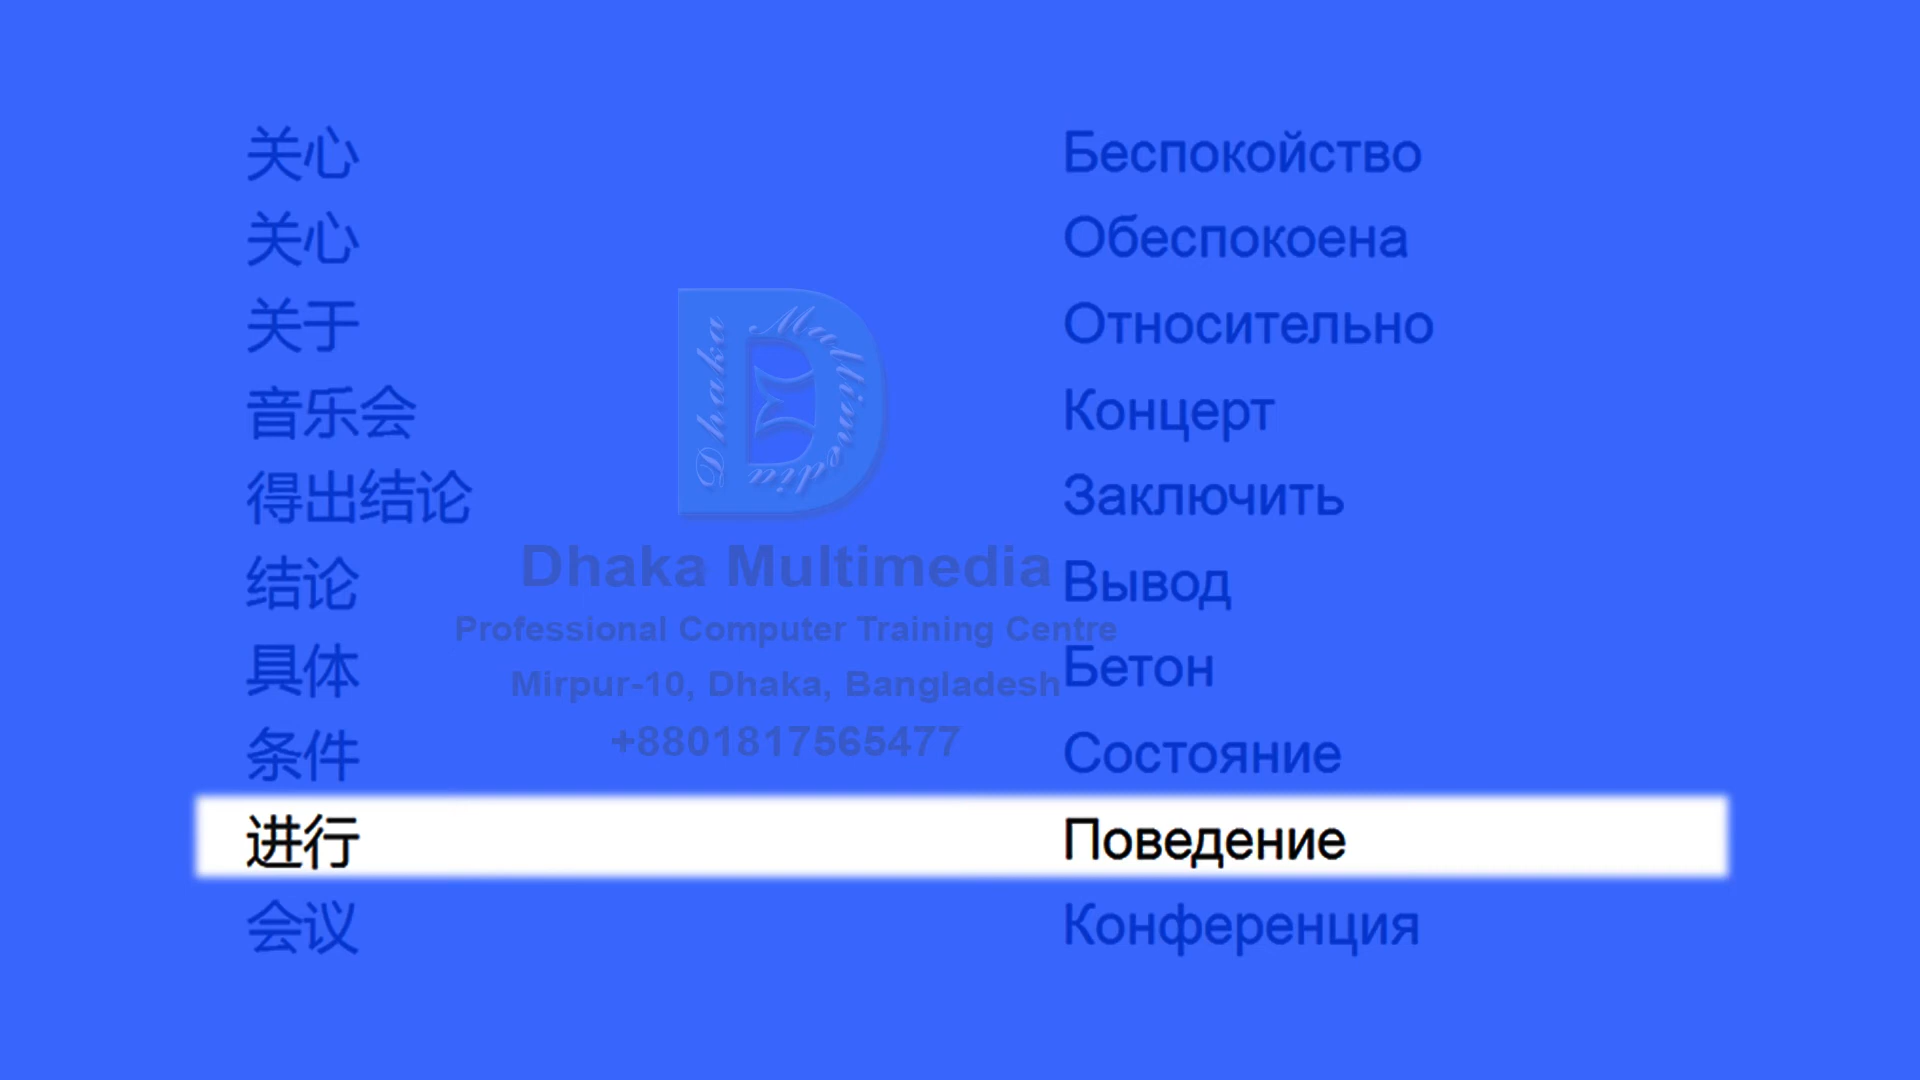 关心 Беспокойство
关心 Обеспокоена
关于 Относительно
音乐会 Концерт
得出结论 Заключить
结论 Вывод
具体 Бетон
条件 Состояние
进行 Поведение
会议 Конференция
Dhaka Multimedia
Dhaka Multimedia
Professional Computer Training Centre
Mirpur-10, Dhaka, Bangladesh
+8801817565477